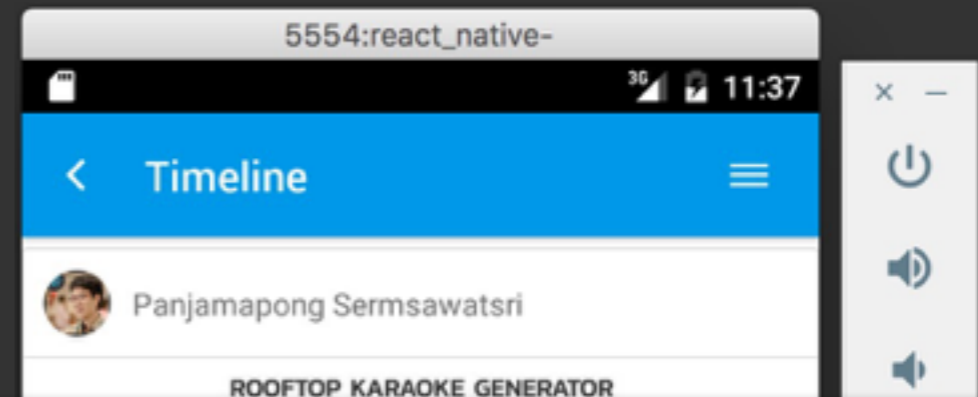 5554:react_native-
3G 11:37
Timeline
Panjamapong Sermsawatsri
ROOFTOP KARAOKE GENERATOR